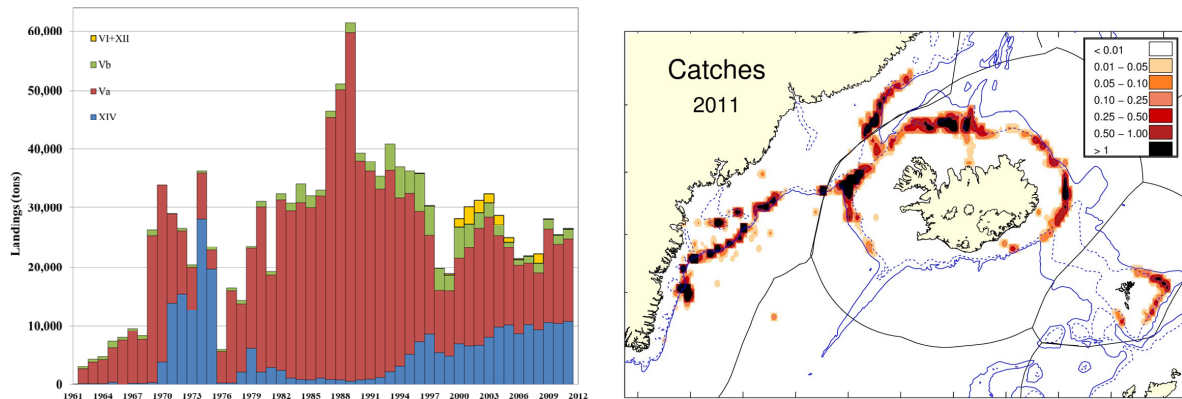 60,000
50,000
40,000
30,000
20,000
10,000
0
Landings (tons)
VI+XII
Vb
Va
XIV
1961 1964 1967 1970 1973 1976 1979 1982 1985 1988 1991 1994 1997 2000 2003 2006 2009 2012
Catches
2011
< 0.01
0.01 – 0.05
0.05 – 0.10
0.10 – 0.25
0.25 – 0.50
0.50 – 1.00
> 1